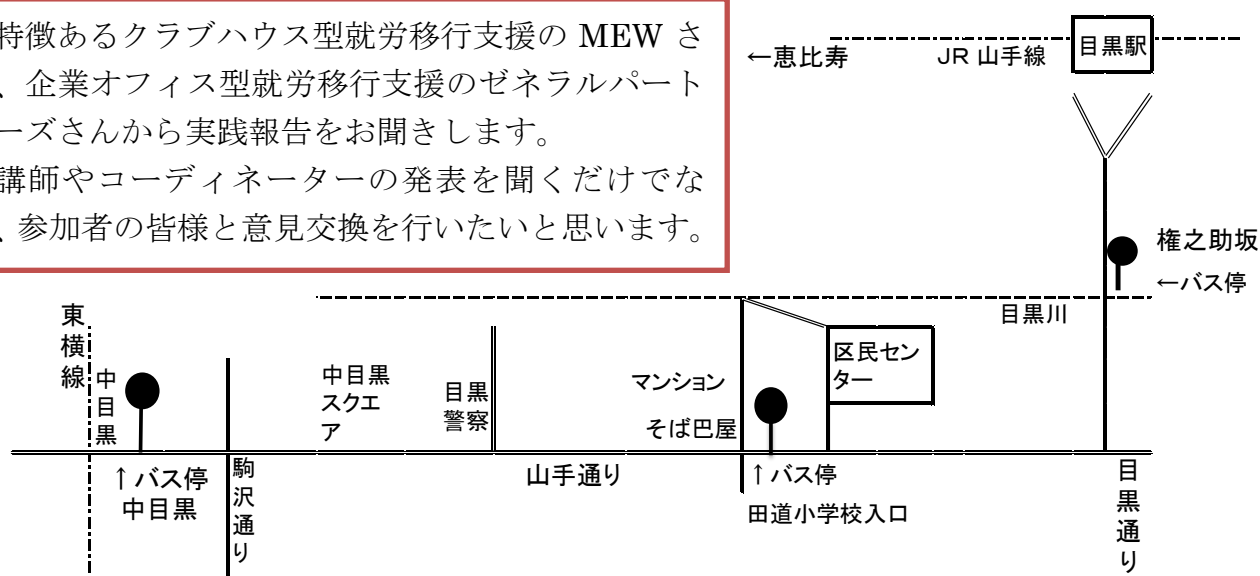 特徴あるクラブハウス型就労移行支援の MEW さ
、企業オフィス型就労移行支援のゼネラルパート
ーズさんから実践報告をお聞きします。
講師やコーディネーターの発表を聞くだけでな
、参加者の皆様と意見交換を行いたいと思います。
←恵比寿
JR 山手線
目黒駅
権之助坂
←バス停
目黒川
東横線
中目黒
中目黒
スクエ
ア
目黒
警察
マンション
そば巴屋
区民セン
ター
↑バス停
中目黒
駒沢通り
山手通り
↑バス停
田道小学校入口
目黒通り